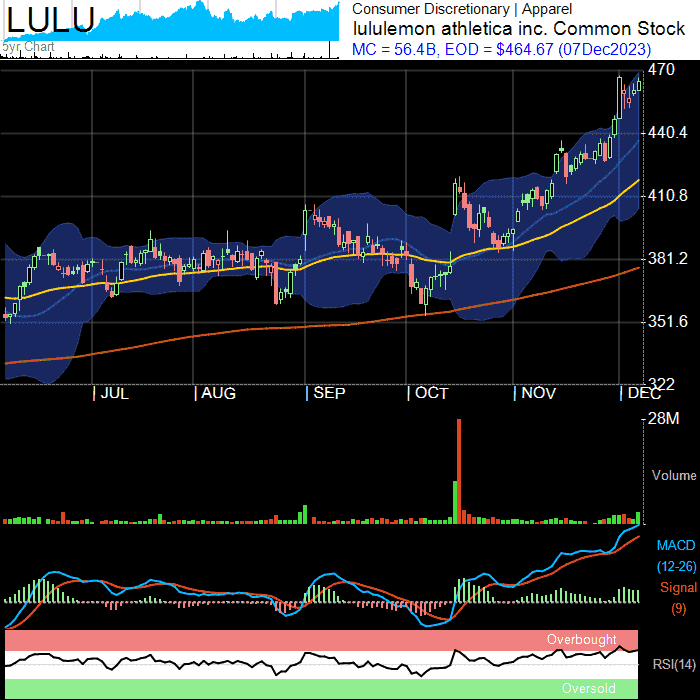 LULU
5yr Chart
Consumer Discretionary | Apparel
lululemon athletica inc. Common Stock
MC = 56.4B, EOD = $464.67 (07Dec2023)
470
440.4
410.8
381.2
351.6
322
| JUL | AUG | SEP | OCT | NOV | DEC
28M
Volume
MACD
(12-26)
Signal
(9)
Overbought
RSI(14)
Oversold